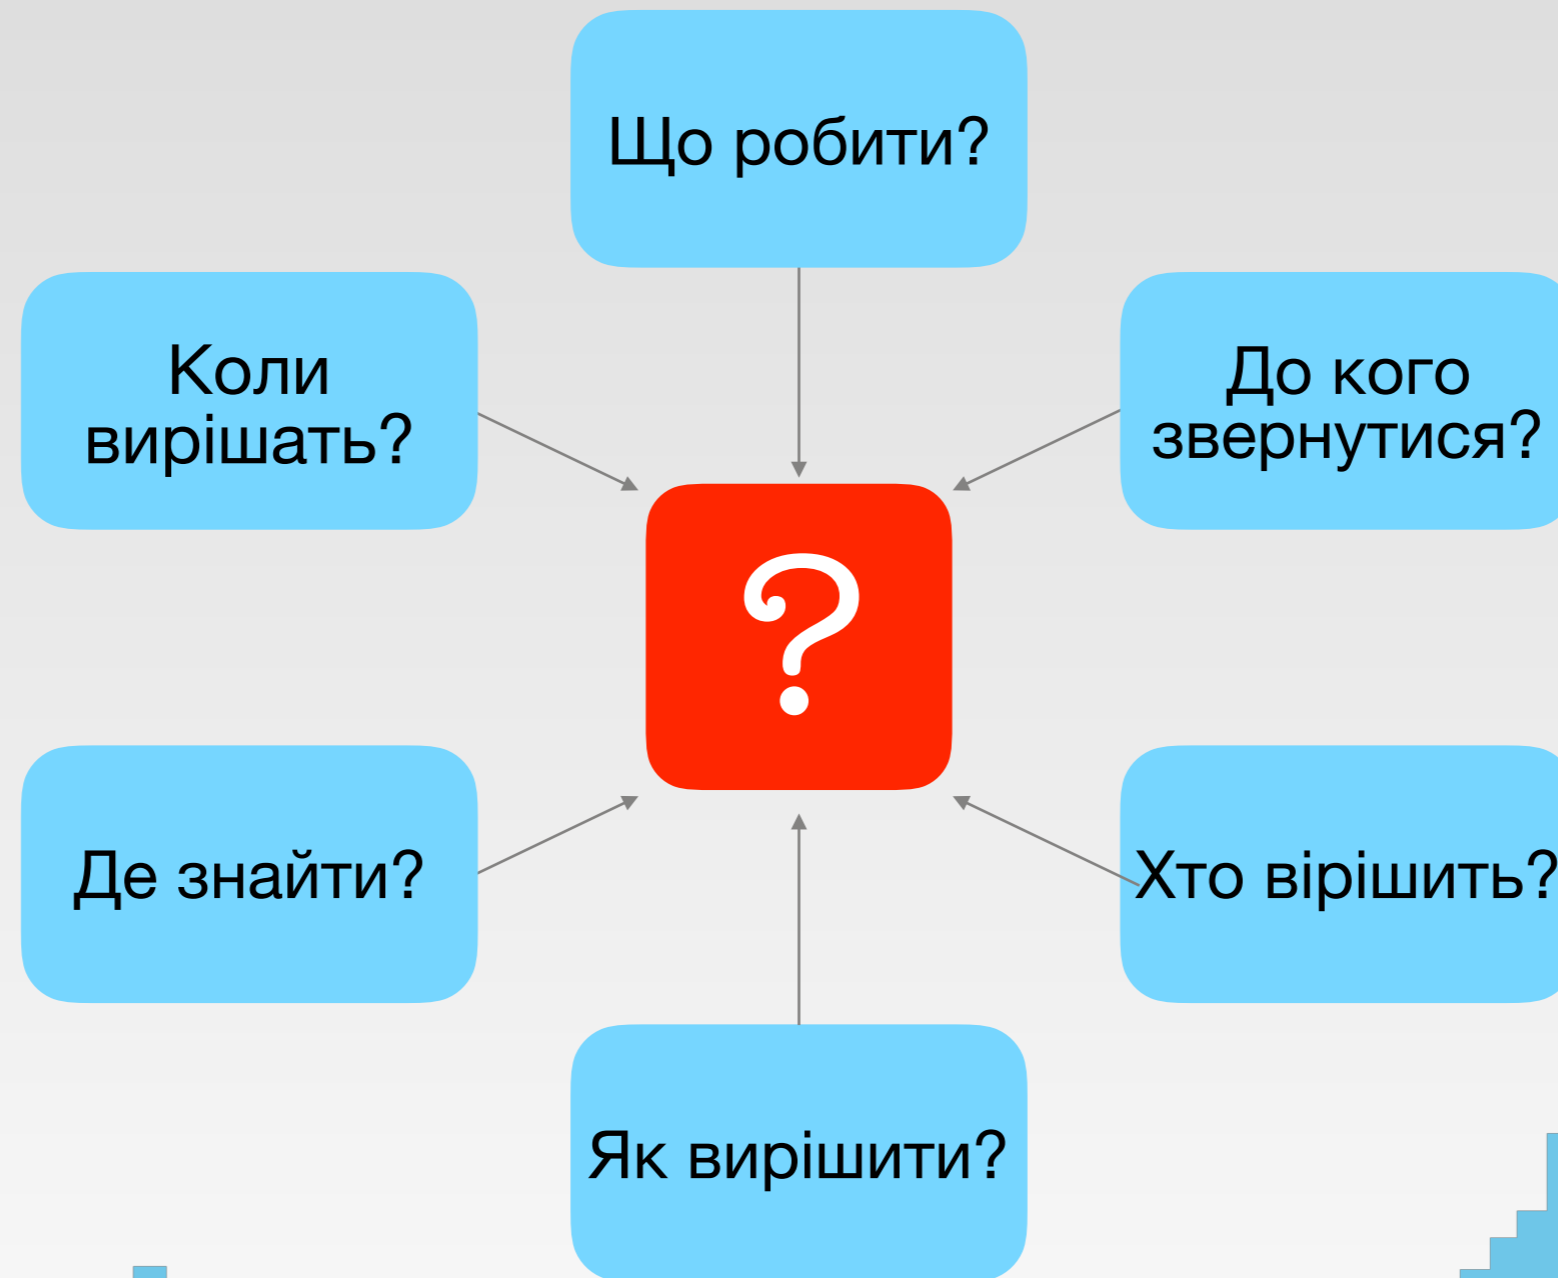 Що робити?
Коли
вирішать?
До кого
звернутися?
?
Де знайти?
Хто вірішить?
Як вирішити?